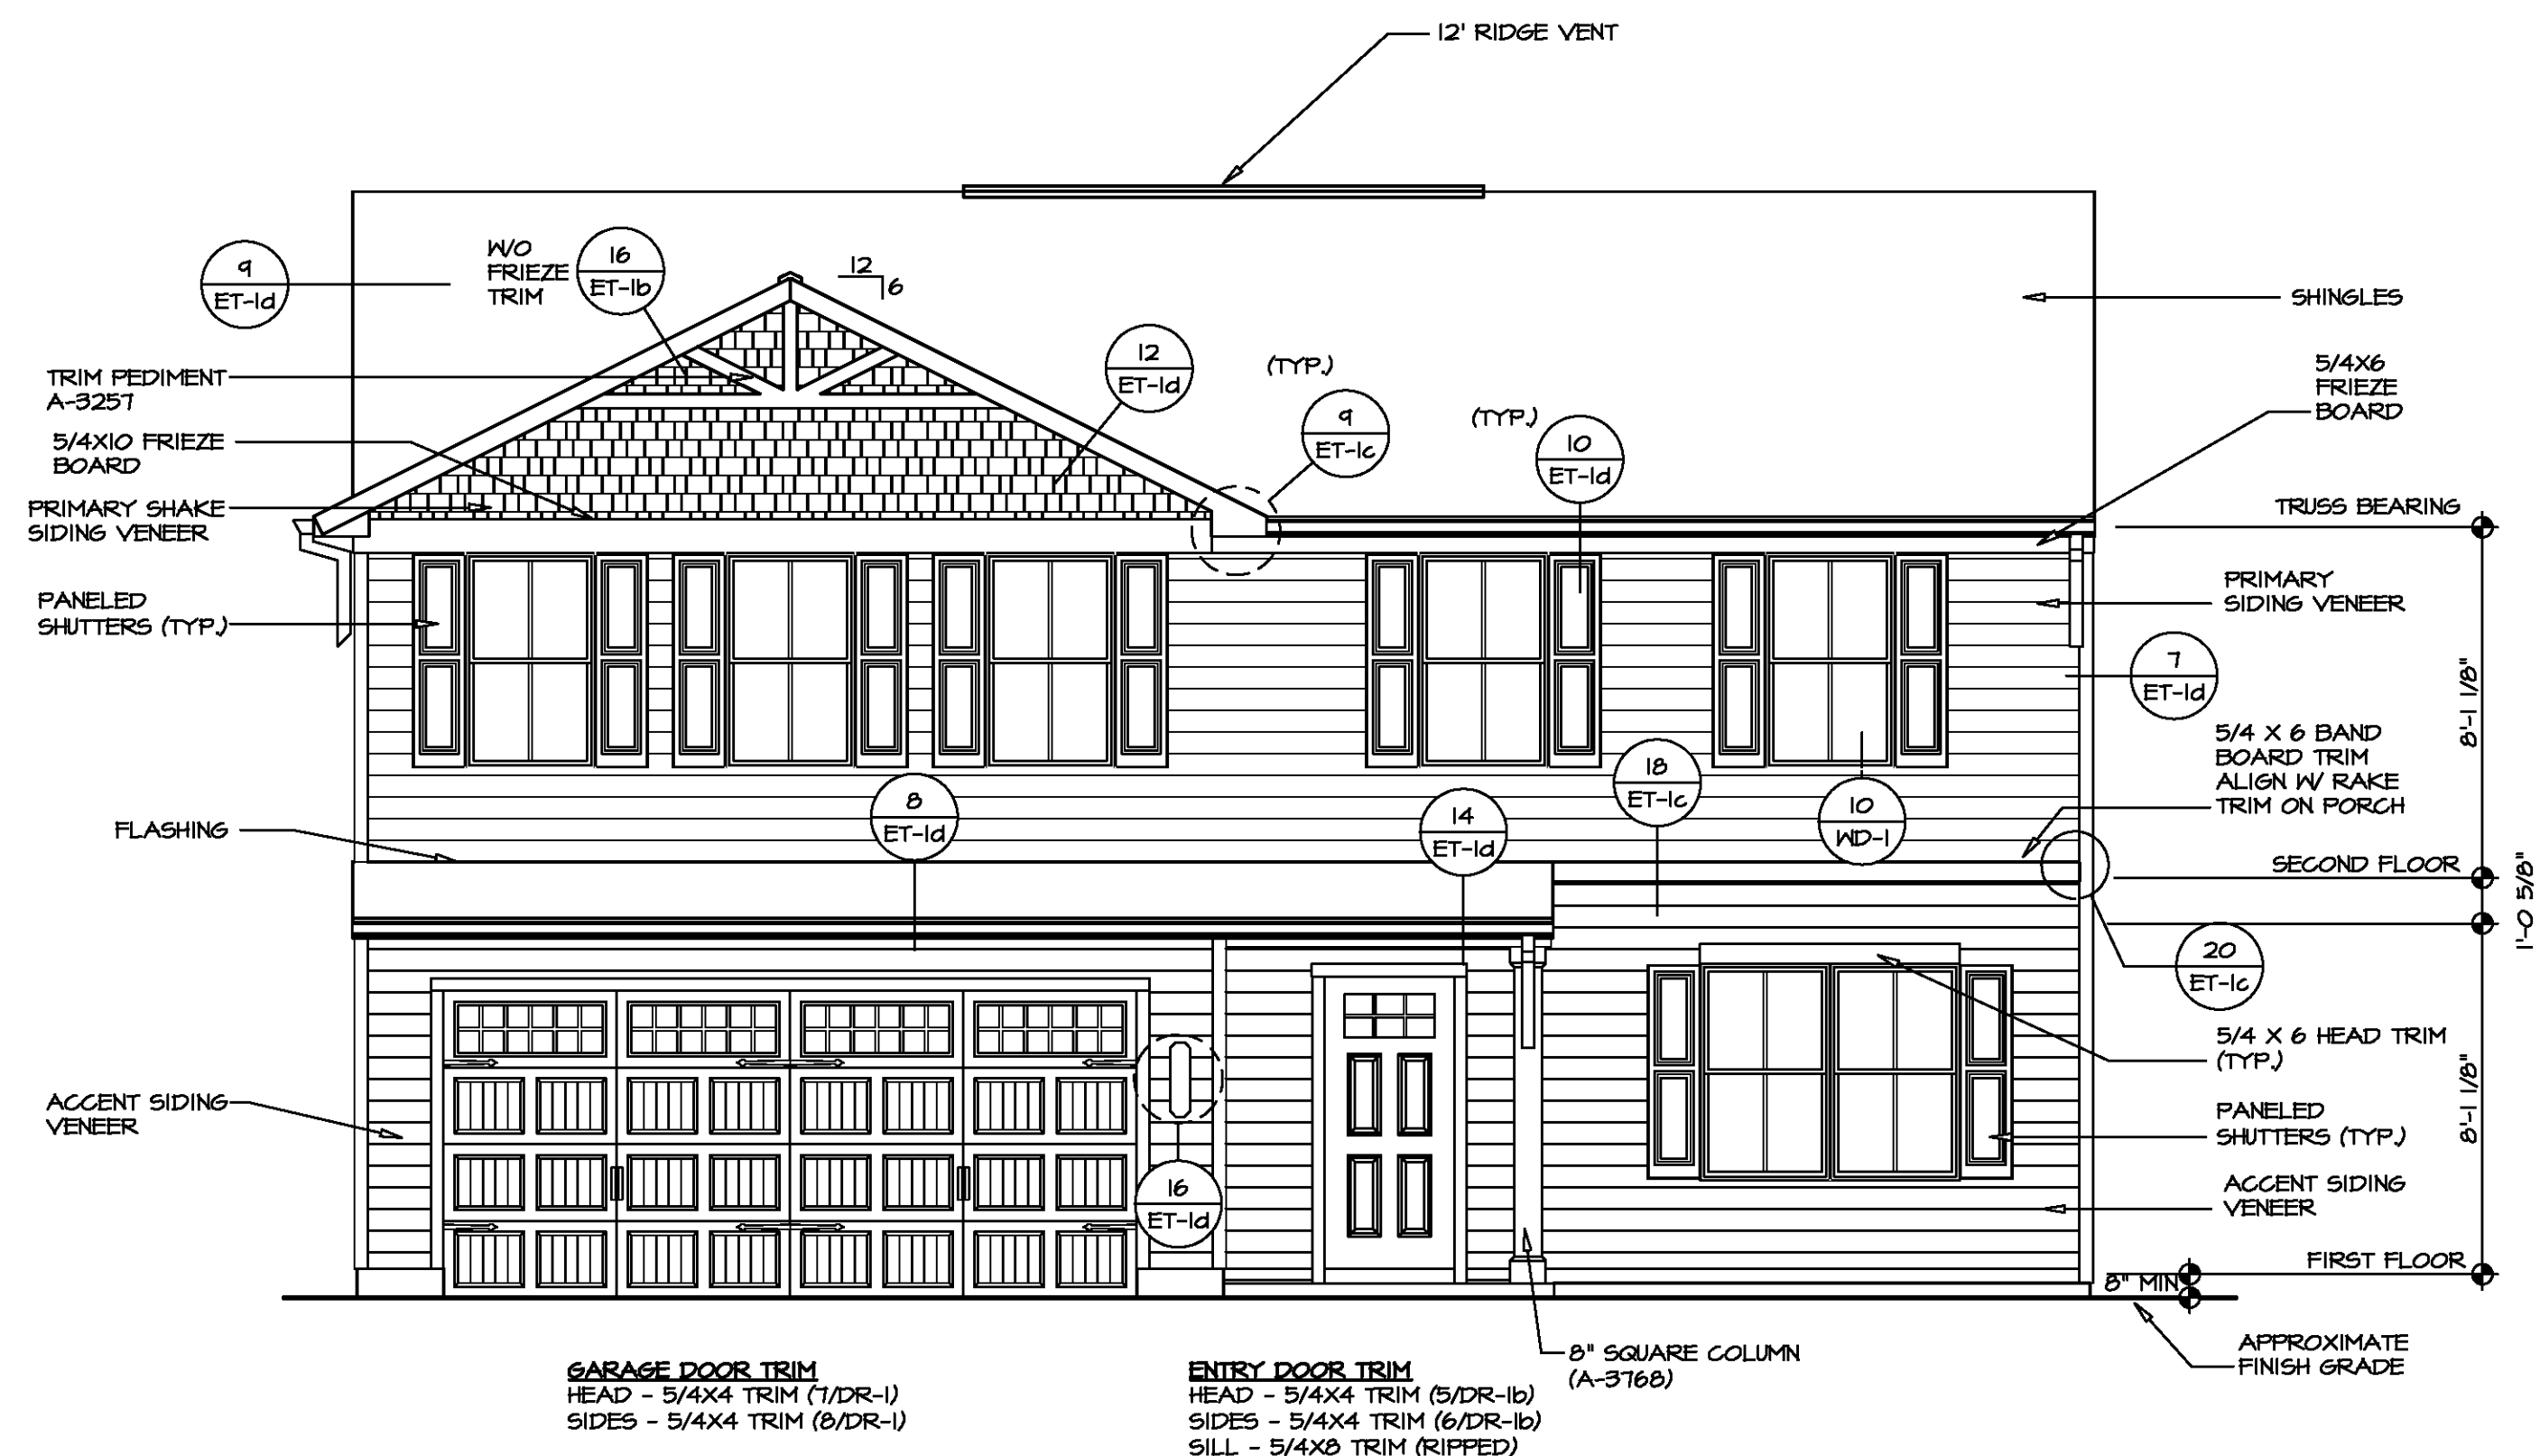 12' RIDGE VENT
9
ET-1d
W/O
FRIEZE
TRIM
16
ET-1b
12
6
SHINGLES
TRIM PEDIMENT
A-3257
12
ET-1d
(TYP.)
9
ET-1c
(TYP.)
10
ET-1d
5/4X6
FRIEZE
BOARD
5/4X10 FRIEZE
BOARD
PRIMARY SHAKE
SIDING VENEER
TRUSS BEARING
PANELED
SHUTTERS (TYP.)
PRIMARY
SIDING VENEER
7
ET-1d
8'-1 1/8"
5/4 X 6 BAND
BOARD TRIM
ALIGN W/ RAKE
TRIM ON PORCH
FLASHING
8
ET-1d
14
ET-1d
18
ET-1c
10
WD-1
SECOND FLOOR
1'-0 5/8"
20
ET-1c
5/4 X 6 HEAD TRIM
(TYP.)
8'-1 1/8"
PANELED
SHUTTERS (TYP.)
ACCENT SIDING
VENEER
16
ET-1d
ACCENT SIDING
VENEER
FIRST FLOOR
8" MIN
APPROXIMATE
FINISH GRADE
8" SQUARE COLUMN
(A-3768)
GARAGE DOOR TRIM
HEAD - 5/4X4 TRIM (7/DR-1)
SIDES - 5/4X4 TRIM (8/DR-1)
ENTRY DOOR TRIM
HEAD - 5/4X4 TRIM (5/DR-1b)
SIDES - 5/4X4 TRIM (6/DR-1b)
SILL - 5/4X8 TRIM (RIPPED)